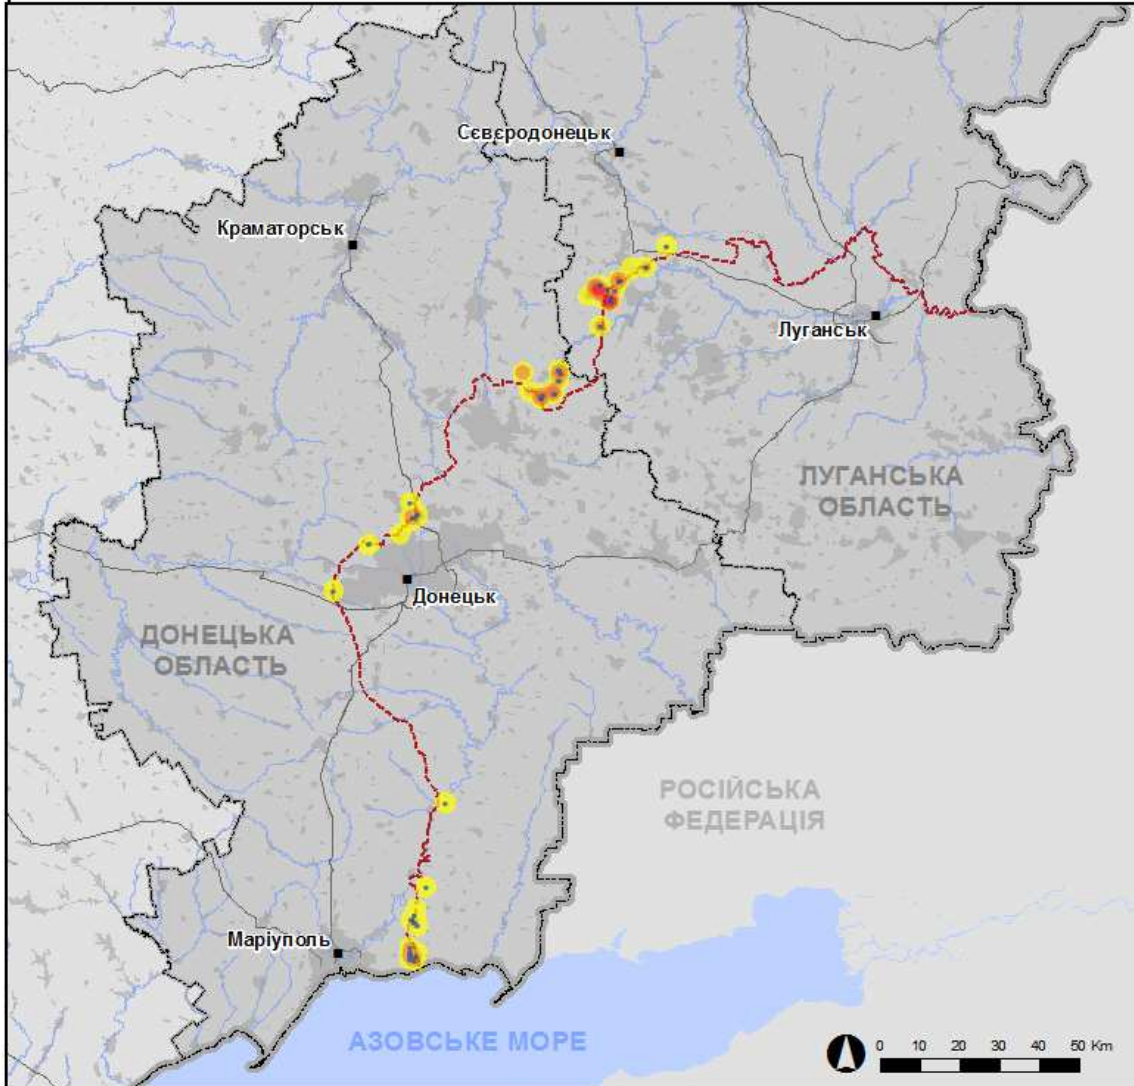 Сєвєродонецьк
Краматорськ
Луганськ
ЛУГАНСЬКА
ОБЛАСТЬ
Донецьк
ДОНЕЦЬКА
ОБЛАСТЬ
РОСІЙСЬКА
ФЕДЕРАЦІЯ
Маріуполь
АЗОВСЬКЕ МОРЕ
0 10 20 30 40 50 Km